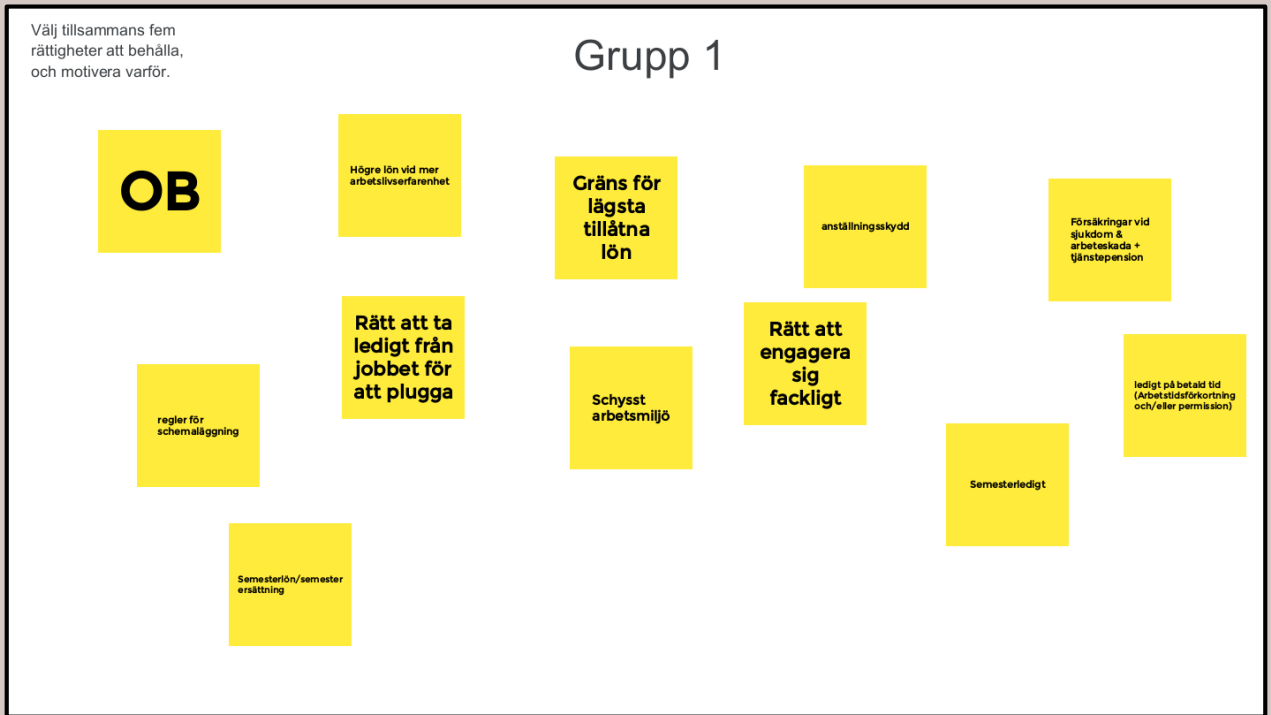 Välj tillsammans fem
rättigheter att behålla,
och motivera varför.
Grupp 1
OB
Högre lön vid mer
arbetslivserfarenhet
Gräns för
lägsta
tillåtna
lön
anställningsskydd
Försäkringar vid
sjukdom &
arbeteskada +
tjänstepension
regler för
schemaläggning
Rätt att ta
ledigt från
jobbet för
att plugga
Schysst
arbetsmiljö
Rätt att
engagera
sig
fackligt
ledigt på betald tid
(Arbetstidsförkortning
och/eller permission)
Semesterledigt
Semesterlön/semester
ersättning